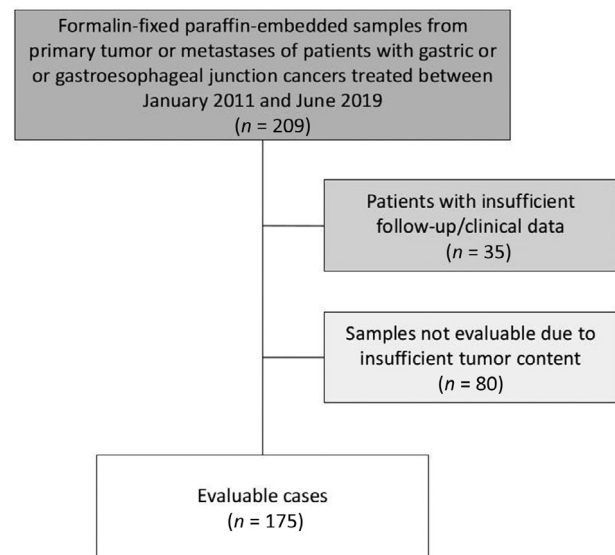 Formalin-fixed paraffin-embedded samples from
primary tumor or metastases of patients with gastric or
or gastroesophageal junction cancers treated between
January 2011 and June 2019
(n = 209)
Patients with insufficient
follow-up/clinical data
(n = 35)
Samples not evaluable due to
insufficient tumor content
(n = 80)
Evaluable cases
(n = 175)